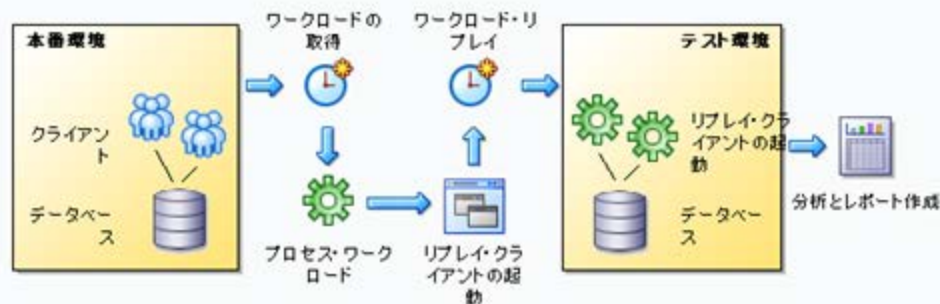 本番環境
クライアン
ト
データベー
ス
ワークロードの
取得
プロセス・ワーク
ロード
ワークロード・リ
プレイ
リプレイ・クラ
イアントの起
動
テスト環境
リプレイ・クラ
イアントの起
動
データベー
ス
分析とレポート作成